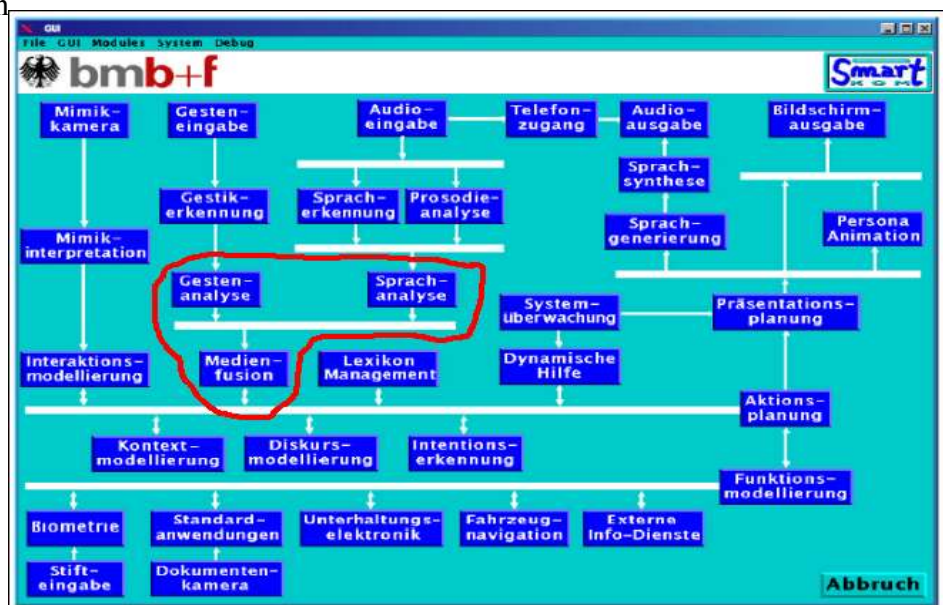 n
GUI
File GUI Modules System Debug
bmb+f
Smart
KOM
Mimik-
kamera
Gesten-
eingabe
Audio-
eingabe
Telefon-
zugang
Audio-
ausgabe
Bildschirm-
ausgabe
Sprach-
synthese
Gestik-
erkennung
Sprach-
erkennung
Prosodie-
analyse
Mimik-
interpretation
Sprach-
generierung
Persona
Animation
Gesten-
analyse
Sprach-
analyse
System-
überwachung
Präsentations-
planung
Interaktions-
modellierung
Medien-
fusion
Lexikon
Management
Dynamische
Hilfe
Aktions-
planung
Kontext-
modellierung
Diskurs-
modellierung
Intentions-
erkennung
Funktions-
modellierung
Biometrie
Standard-
anwendungen
Unterhaltungs-
elektronik
Fahrzeug-
navigation
Externe
Info-Dienste
Stift-
eingabe
Dokumenten-
kamera
Abbruch